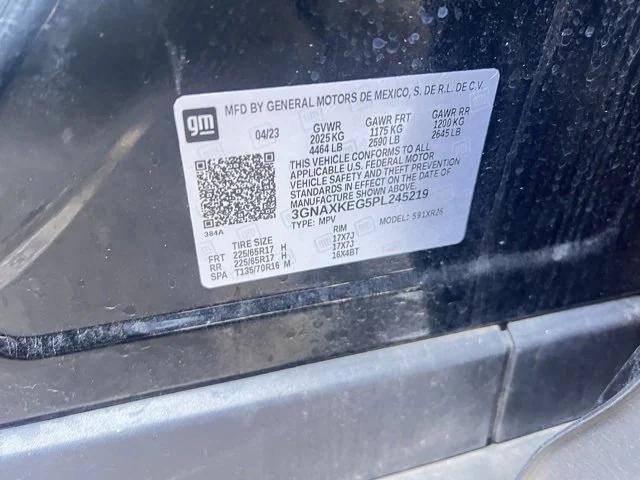 gm
MFD BY GENERAL MOTORS DE MEXICO, S. DE R.L. DE C.V.
04/23 GVWR GAWR FRT GAWR RR
2025 KG 1175 KG 1200 KG
4464 LB 2590 LB 2645 LB
THIS VEHICLE CONFORMS TO ALL
APPLICABLE U.S. FEDERAL MOTOR
VEHICLE SAFETY AND THEFT PREVENTION
STANDARDS IN EFFECT ON THE DATE OF
MANUFACTURE SHOWN ABOVE.
3GNAXKEG5PL245219
TYPE: MPV MODEL: 591XR26
384A
TIRE SIZE RIM
FRT 225/65R17 H 17X7J
RR 225/65R17 H 17X7J
SPA T135/70R16 M 16X4BT